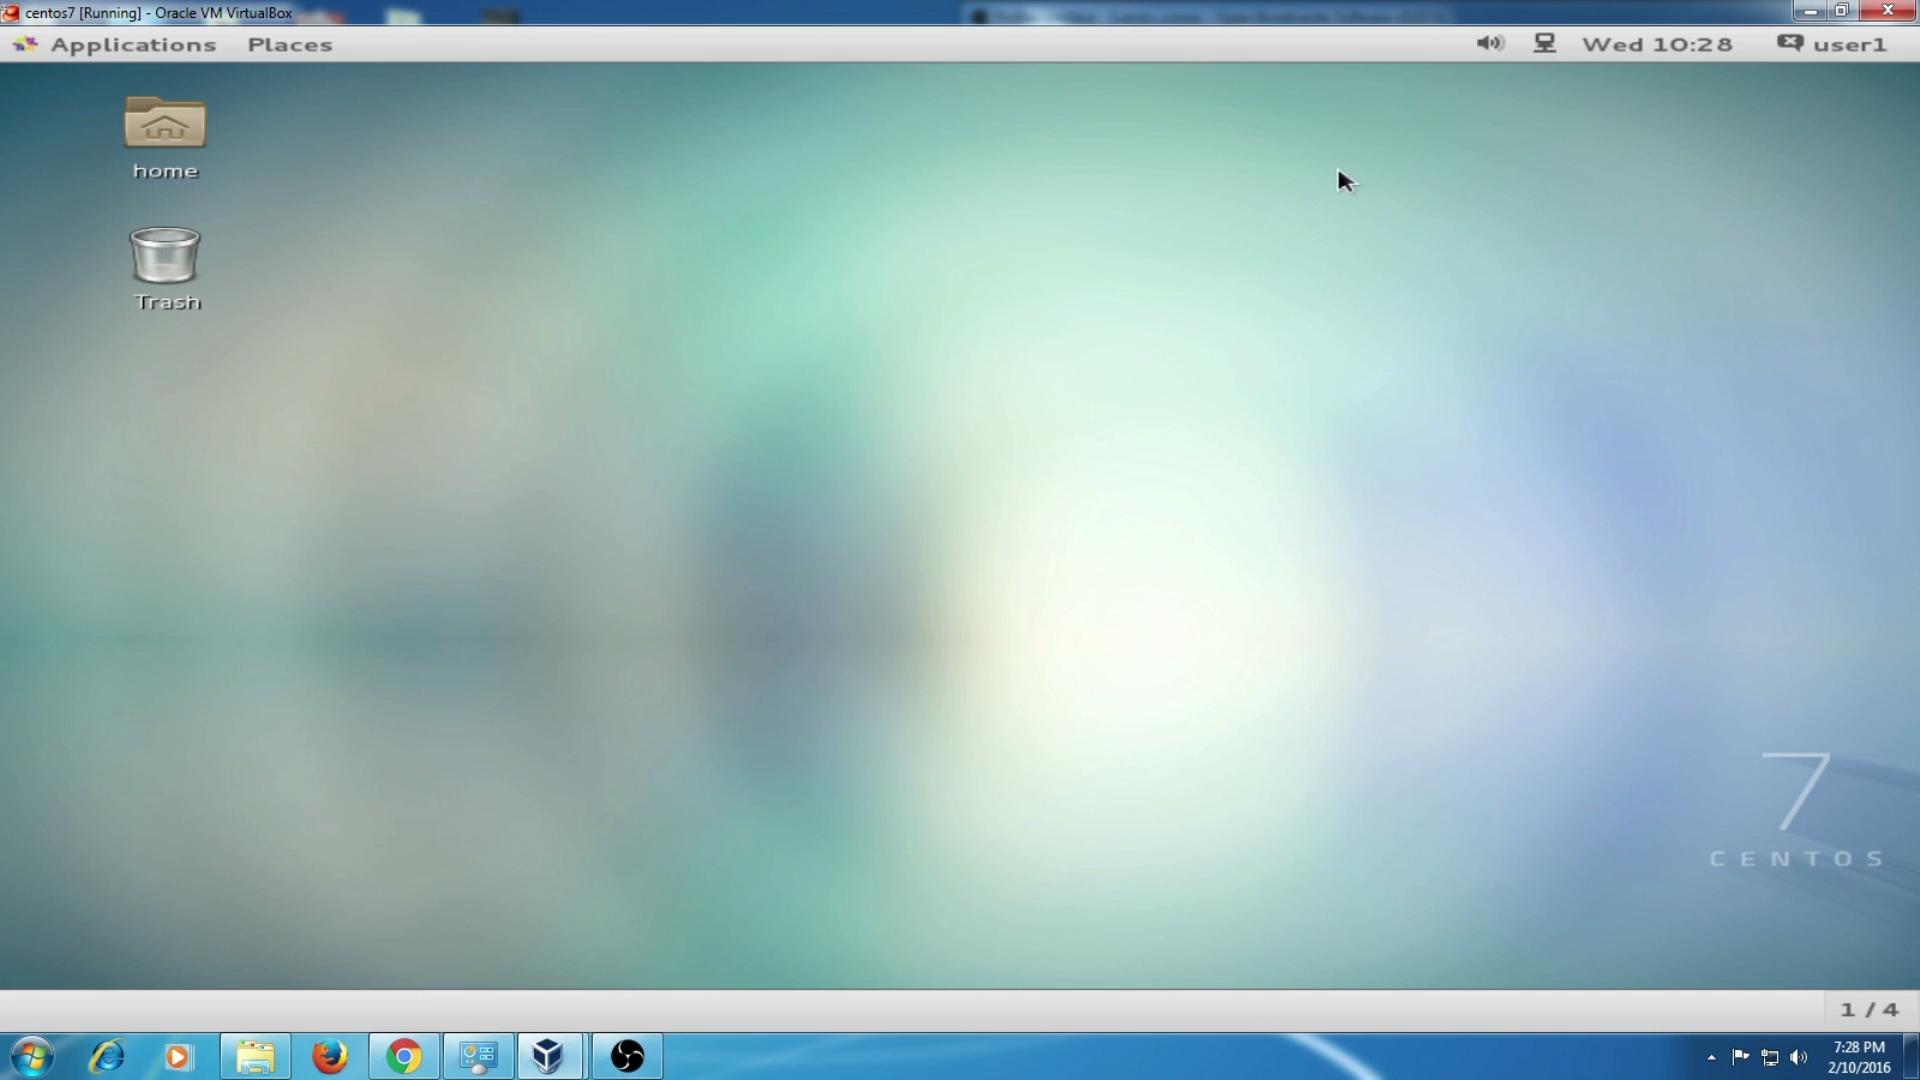 centos7 [Running] - Oracle VM VirtualBox
Applications Places Wed 10:28 user1
home
Trash
7
CENTOS
1 / 4
7:28 PM
2/10/2016